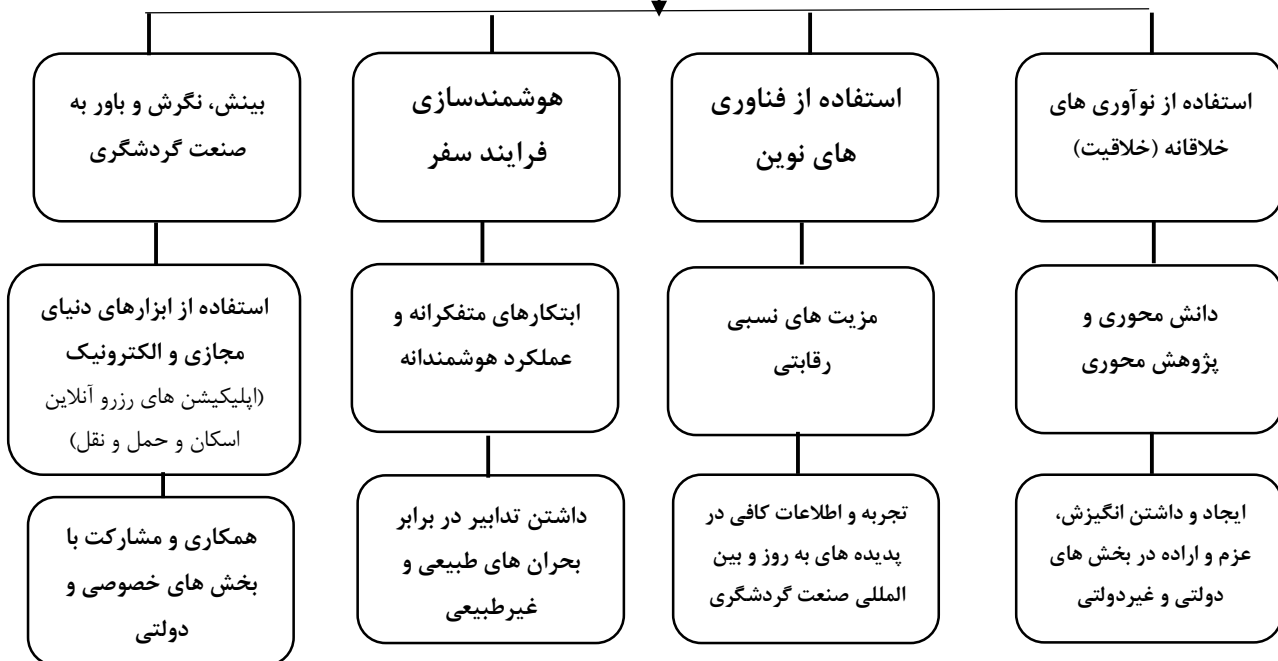 استفاده از نوآوری های
خلاقانه (خلاقیت)
استفاده از فناوری
های نوین
هوشمندسازی
فرایند سفر
بینش، نگرش و باور به
صنعت گردشگری
دانش محوری و
پژوهش محوری
مزیت های نسبی
رقابتی
ابتکارهای متفکرانه و
عملکرد هوشمندانه
استفاده از ابزارهای دنیای
مجازی و الکترونیک
(اپلیکیشن های رزرو آنلاین
اسکان و حمل و نقل)
ایجاد و داشتن انگیزش،
عزم و اراده در بخش های
دولتی و غیردولتی
تجربه و اطلاعات کافی در
پدیده های به روز و بین
المللی صنعت گردشگری
داشتن تدابیر در برابر
بحران های طبیعی و
غیرطبیعی
همکاری و مشارکت با
بخش های خصوصی و
دولتی